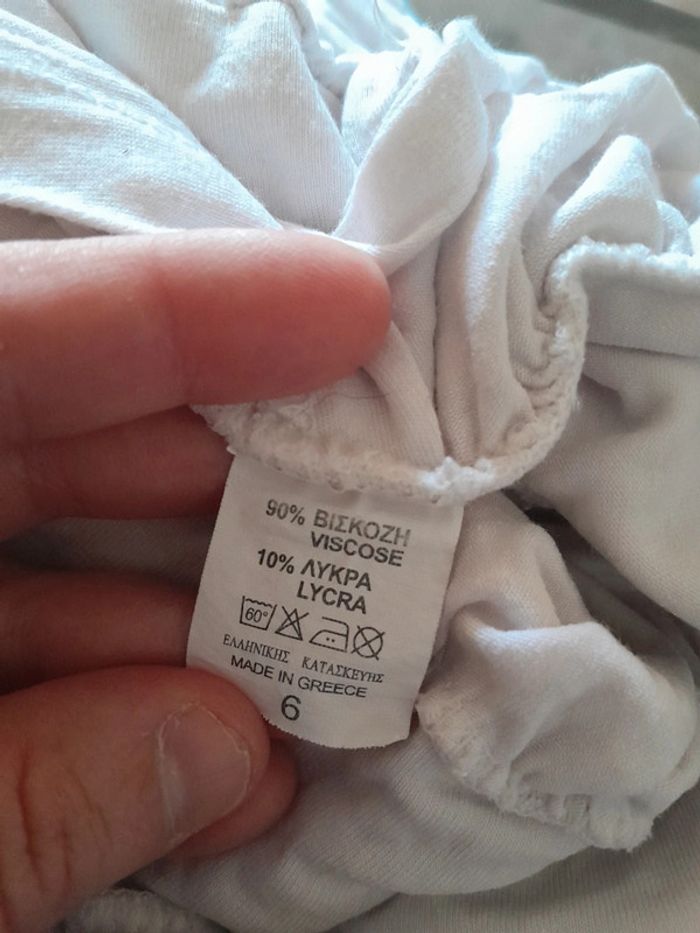 90% ΒΙΣΚΟΖΗ
VISCOSE
10% ΛΥΚΡΑ
LYCRA
60°
ΕΛΛΗΝΙΚΗΣ ΚΑΤΑΣΚΕΥΗΣ
MADE IN GREECE
6